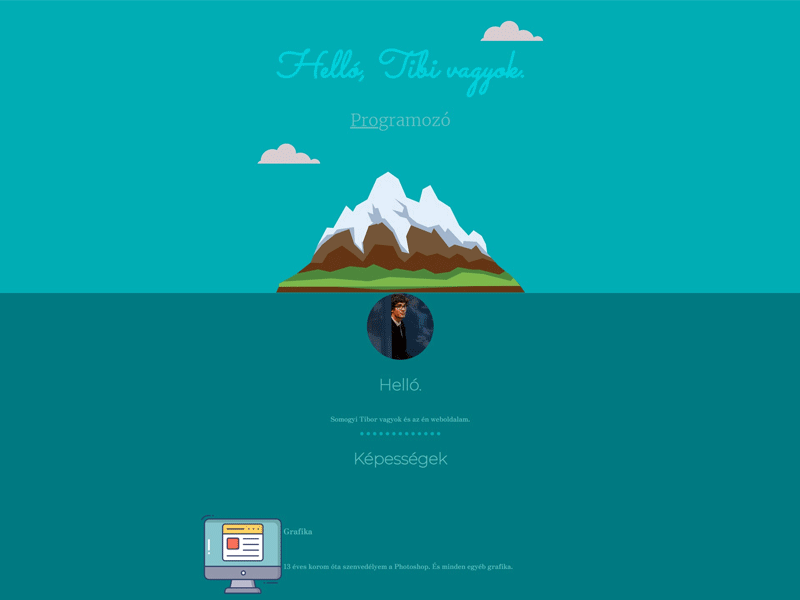 Helló, Tibi vagyok.
Programozó
Helló.
Somogyi Tibor vagyok és az én weboldalam.
Képességek
Grafika
13 éves korom óta szenvedélyem a Photoshop. És minden egyéb grafika.